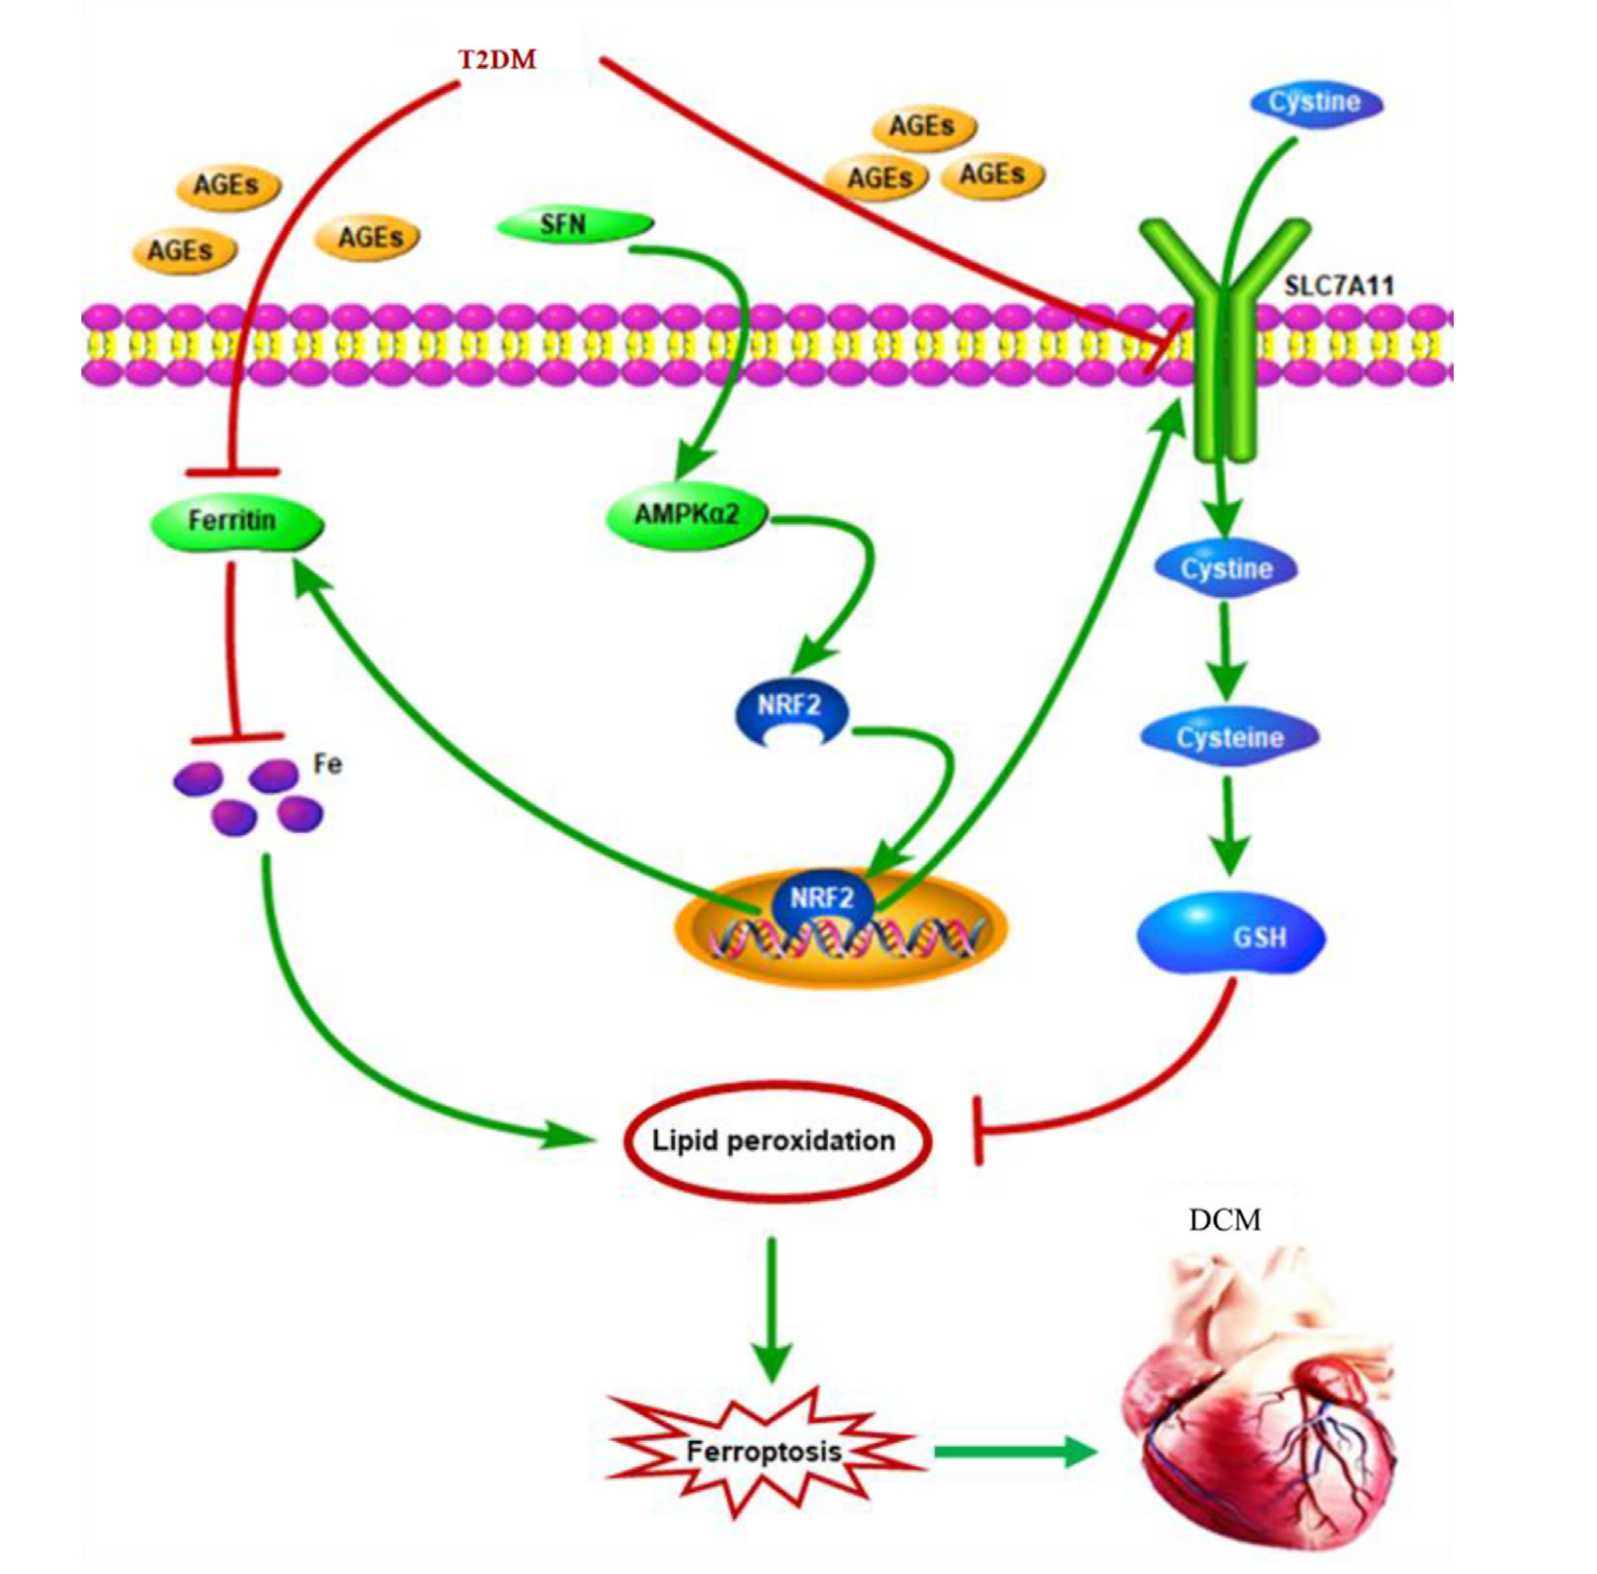 T2DM
Cystine
AGEs
AGEs
AGEs
AGEs
AGEs
AGEs
SFN
SLC7A11
Ferritin
AMPKα2
Cystine
NRF2
Cysteine
Fe
NRF2
GSH
Lipid peroxidation
DCM
Ferroptosis